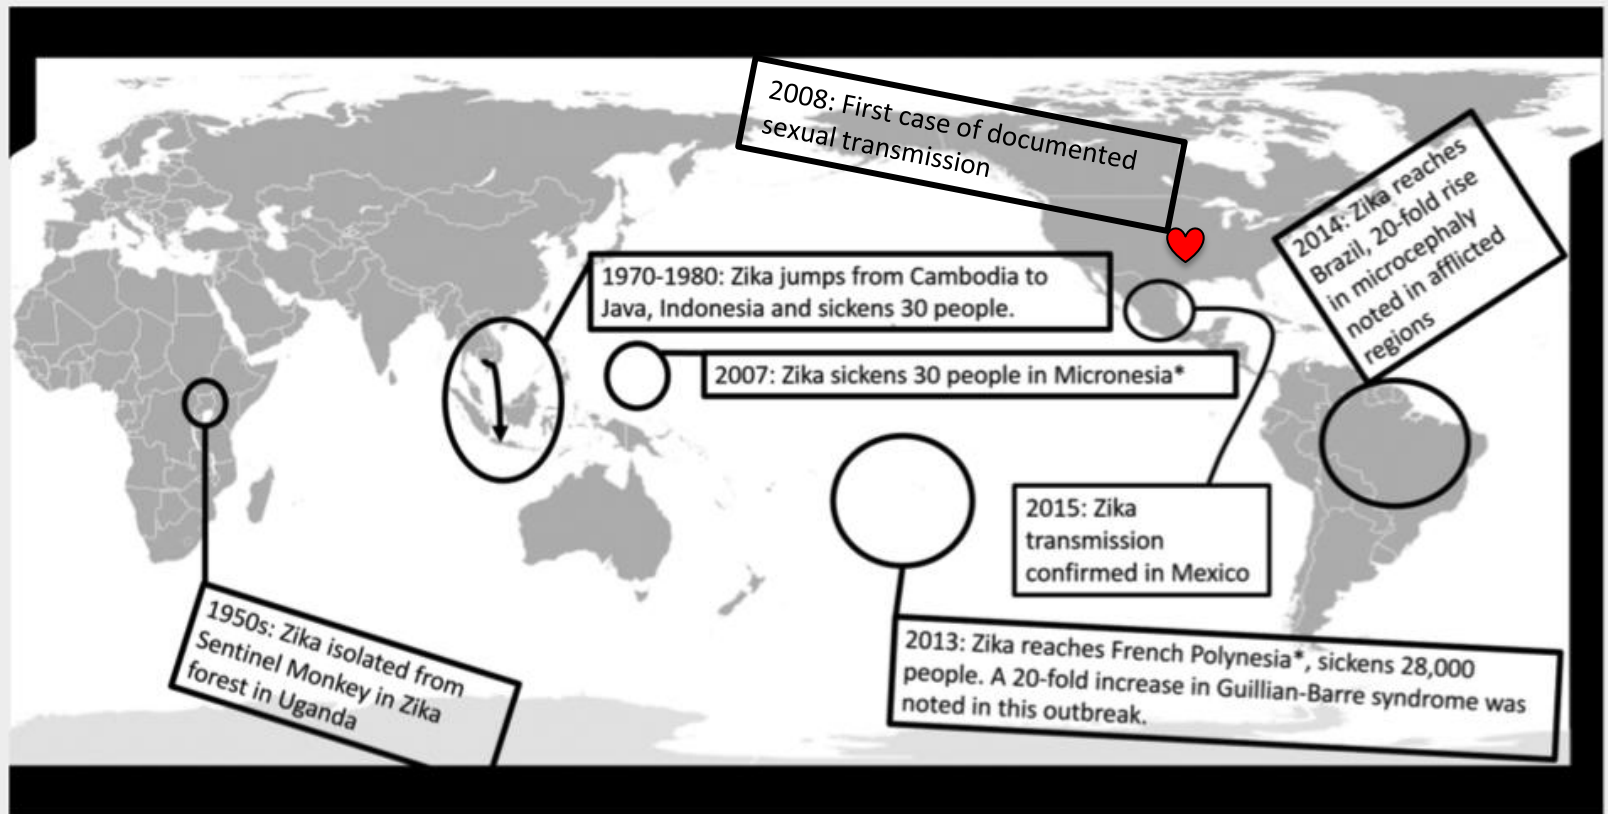 2008: First case of documented
sexual transmission
2014: Zika reaches
Brazil, 20-fold rise
in microcephaly
noted in afflicted
regions
1970-1980: Zika jumps from Cambodia to
Java, Indonesia and sickens 30 people.
2007: Zika sickens 30 people in Micronesia*
2015: Zika
transmission
confirmed in Mexico
1950s: Zika isolated from
Sentinel Monkey in Zika
forest in Uganda
2013: Zika reaches French Polynesia*, sickens 28,000
people. A 20-fold increase in Guillian-Barre syndrome was
noted in this outbreak.